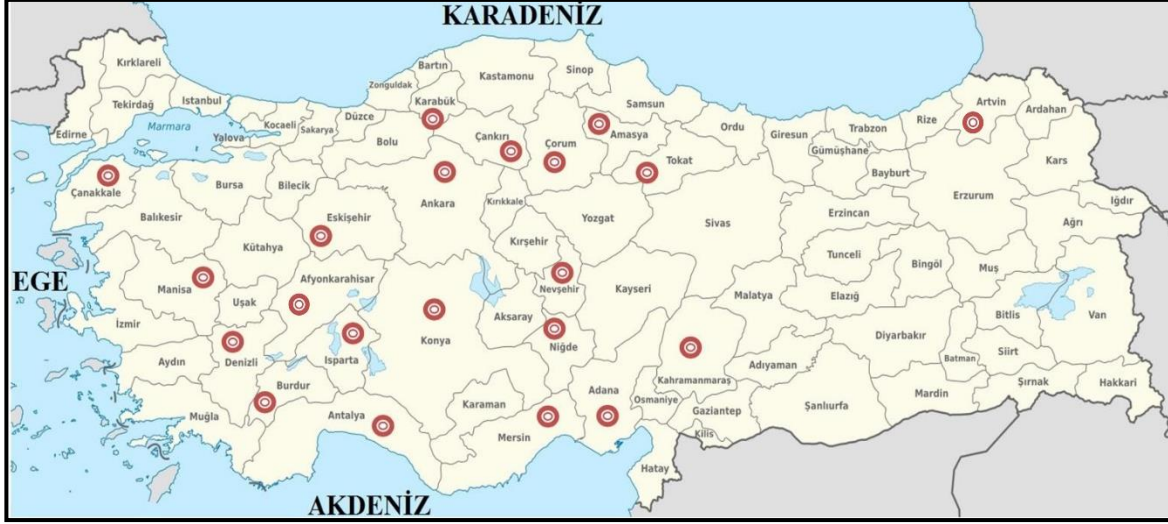 KARADENİZ
Kırklareli
Tekirdağ
Istanbul
Edirne
Marmara
Yalova
Kocaeli
Sakarya
Düzce
Zonguldak
Bartın
Karabük
Kastamonu
Sinop
Samsun
Ordu
Giresun
Trabzon
Rize
Artvin
Ardahan
Bolu
Çankırı
Çorum
Amasya
Tokat
Gümüşhane
Bayburt
Kars
Çanakkale
Bursa
Bilecik
Eskişehir
Ankara
Kırıkkale
Yozgat
Sivas
Erzincan
Erzurum
Ağrı
Iğdır
Balıkesir
Kütahya
Kırşehir
Tunceli
Bingöl
Muş
EGE
Manisa
Uşak
Afyonkarahisar
Nevşehir
Kayseri
Malatya
Elazığ
Bitlis
Van
İzmir
Aksaray
Konya
Niğde
Diyarbakır
Aydın
Denizli
Isparta
Adıyaman
Batman
Siirt
Burdur
Kahramanmaraş
Şırnak
Hakkari
Muğla
Antalya
Karaman
Mersin
Adana
Osmaniye
Gaziantep
Kilis
Şanlıurfa
Mardin
Hatay
AKDENİZ